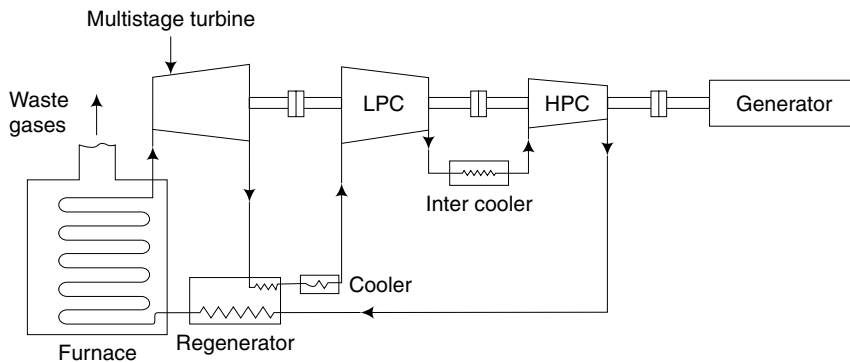 Multistage turbine
Waste
gases
LPC
HPC
Generator
Inter cooler
Cooler
Regenerator
Furnace